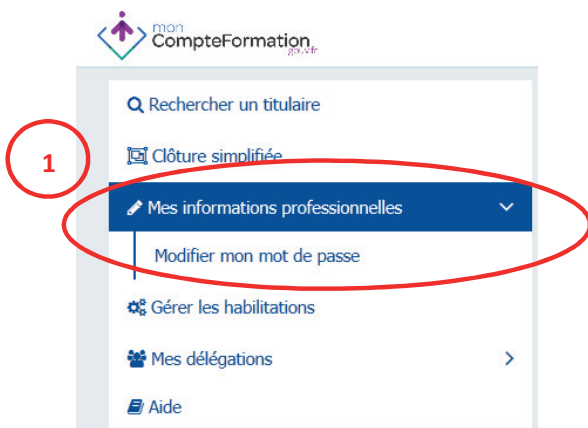 mon
CompteFormation
.gouv.fr
Rechercher un titulaire
Clôture simplifiée
1
Mes informations professionnelles
Modifier mon mot de passe
Gérer les habilitations
Mes délégations
Aide